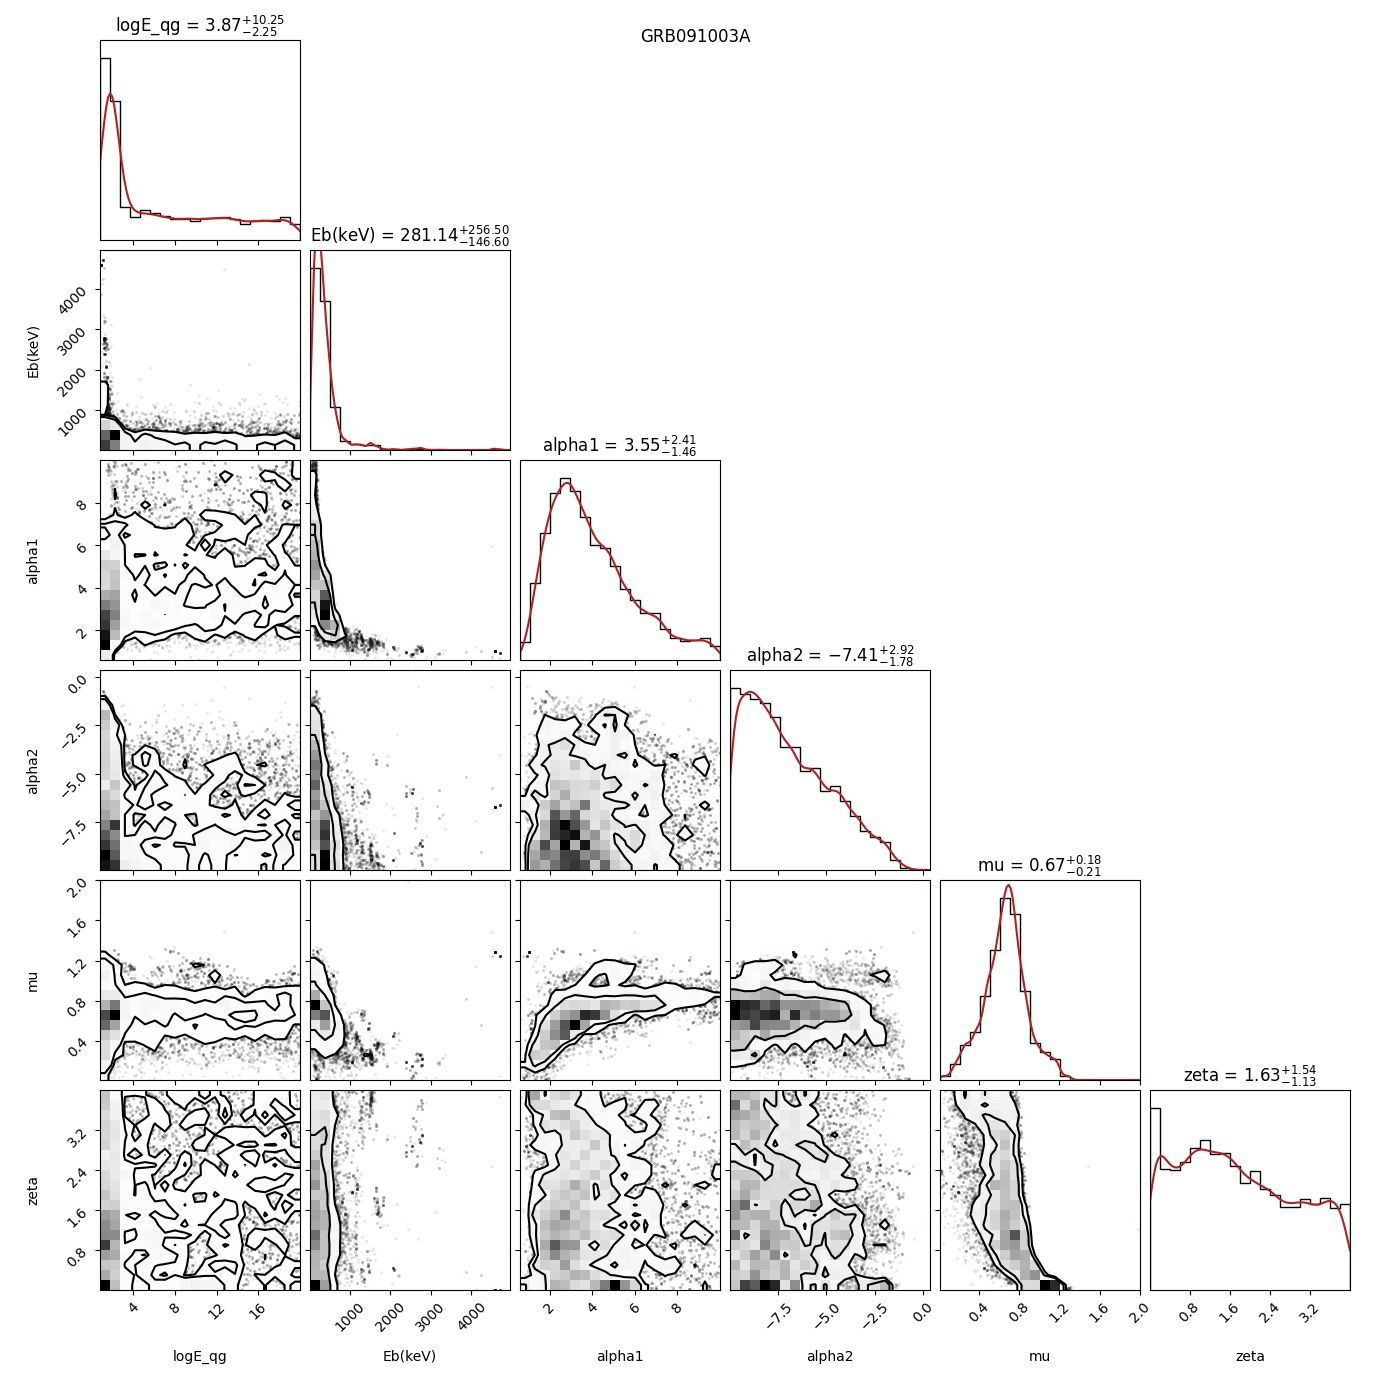 GRB091003A
logE_qg = 3.87+10.25−2.25
Eb(keV) = 281.14+256.50−146.60
Eb(keV)
4000
3000
2000
1000
alpha1 = 3.55+2.41−1.46
alpha1
8
6
4
2
alpha2 = −7.41+2.92−1.78
alpha2
0.0
−2.5
−5.0
−7.5
mu = 0.67+0.18−0.21
mu
2.0
1.6
1.2
0.8
0.4
zeta = 1.63+1.54−1.13
zeta
3.2
2.4
1.6
0.8
4 8 12 16 1000 2000 3000 4000 2 4 6 8 −7.5 −5.0 −2.5 0.0 0.4 0.8 1.2 1.6 2.0 0.8 1.6 2.4 3.2
logE_qg Eb(keV) alpha1 alpha2 mu zeta